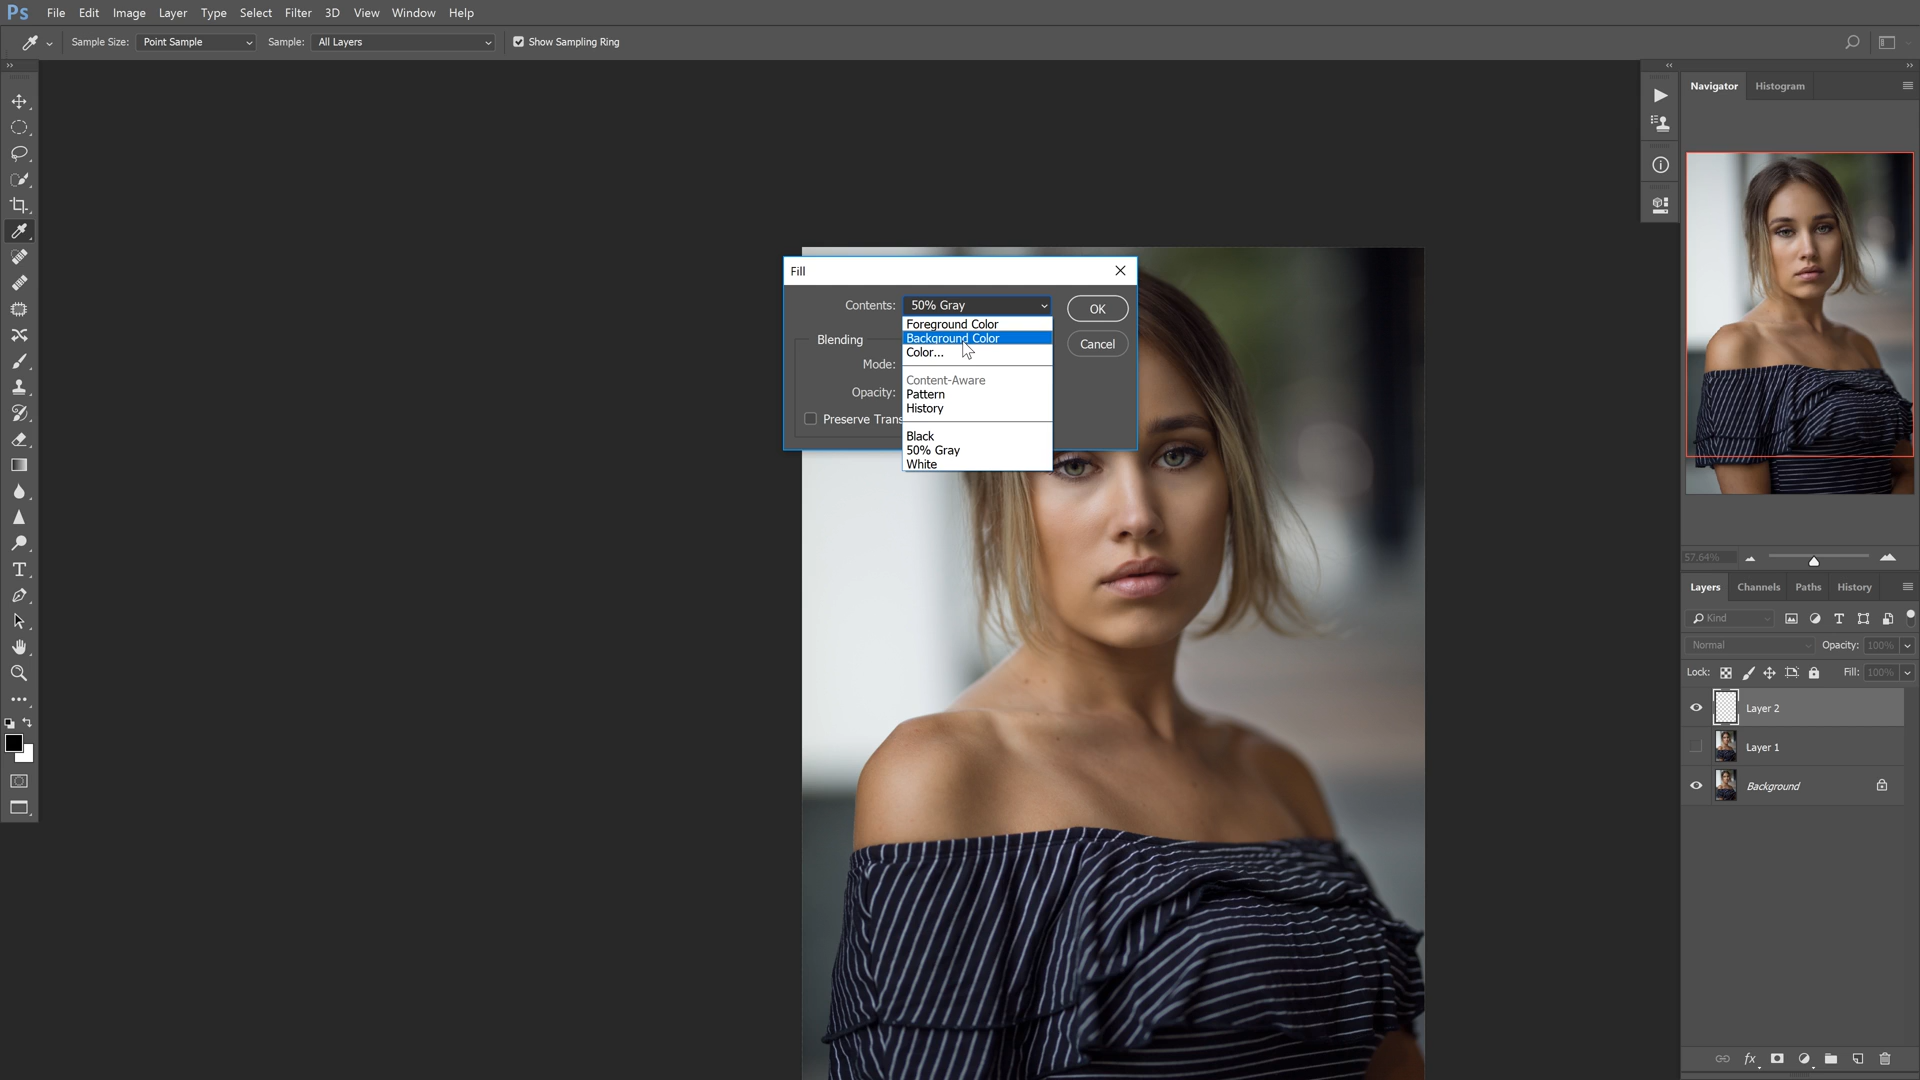 Ps File Edit Image Layer Type Select Filter 3D View Window Help
Sample Size: Point Sample Sample: All Layers Show Sampling Ring
Navigator Histogram
Fill
Contents: 50% Gray OK
Foreground Color
Background Color
Color...
Blending
Cancel
Mode:
Content-Aware
Opacity:
Pattern
History
Preserve Trans
Black
50% Gray
White
57.64%
Layers Channels Paths History
Kind
Normal Opacity: 100%
Lock: Fill: 100%
Layer 2
Layer 1
Background
fx